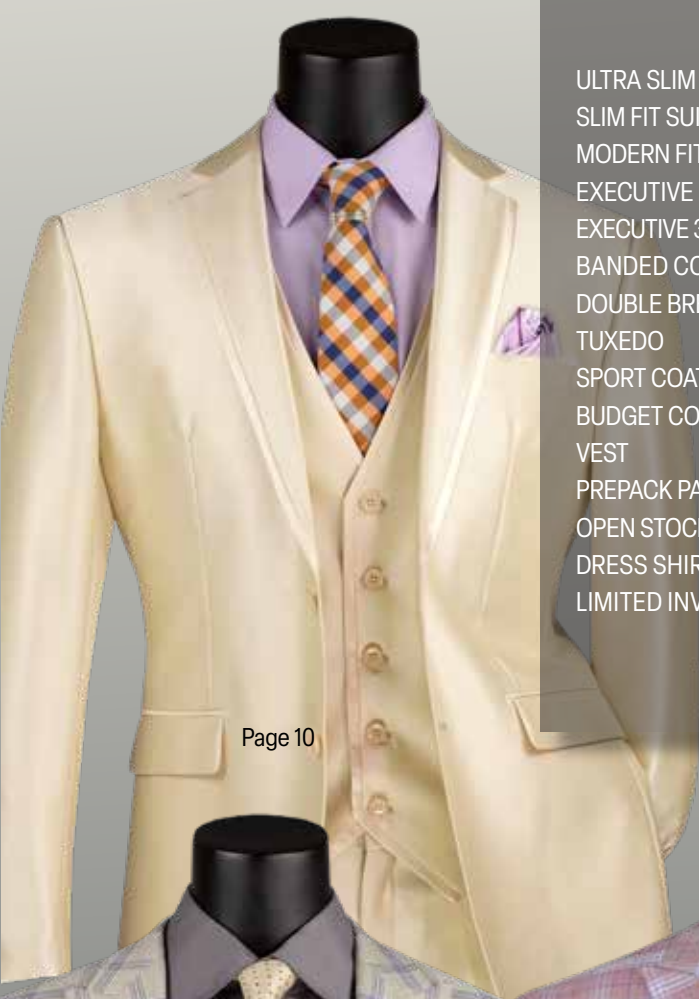 ULTRA SLIM
SLIM FIT
MODERN FIT
EXECUTIVE
EXECUTIVE
BANDED
DOUBLE
TUXEDO
SPORT
BUDGET
VEST
PREPACK
OPEN
DRESS
LIMITED
Page 10